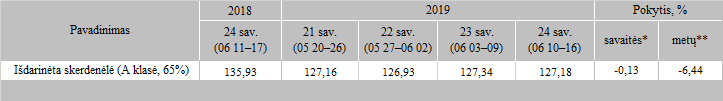 Pavadinimas 2018 2019 Pokytis, %
24 sav. (06 11–17) 21 sav. (05 20–26) 22 sav. (05 27–06 02) 23 sav. (06 03–09) 24 sav. (06 10–16) savaitės* metų**
Išdarinėta skerdenėlė (A klasė, 65%) 135,93 127,16 126,93 127,34 127,18 -0,13 -6,44